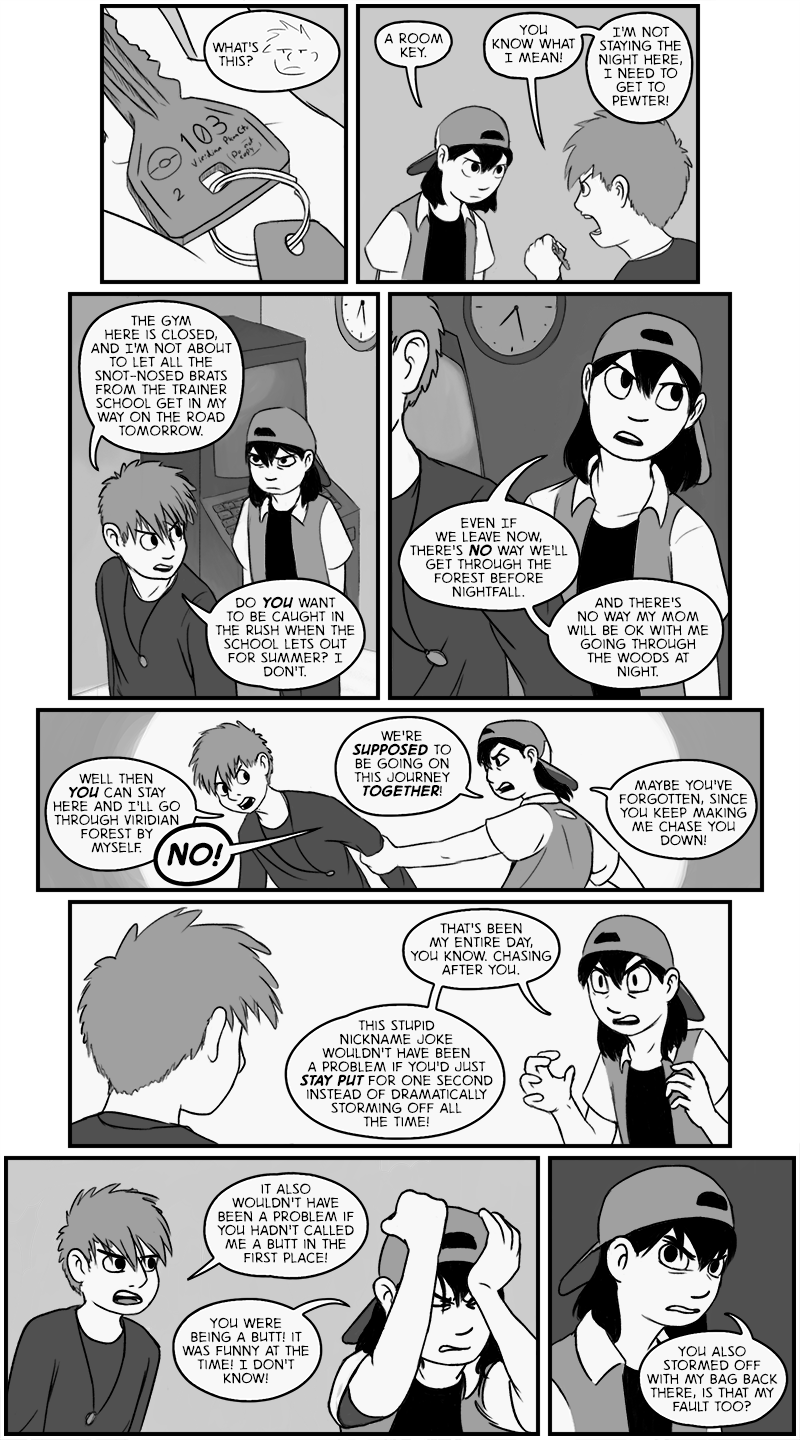 WHAT'S
THIS?
103
Viridian PkmnCtr
Do not
copy
2
A ROOM
KEY.
YOU
KNOW WHAT
I MEAN!
I'M NOT
STAYING THE
NIGHT HERE,
I NEED TO
GET TO
PEWTER!
THE GYM
HERE IS CLOSED,
AND I'M NOT ABOUT
TO LET ALL THE
SNOT-NOSED BRATS
FROM THE TRAINER
SCHOOL GET IN MY
WAY ON THE ROAD
TOMORROW.
DO YOU WANT
TO BE CAUGHT IN
THE RUSH WHEN THE
SCHOOL LETS OUT
FOR SUMMER? I
DON'T.
EVEN IF
WE LEAVE NOW,
THERE'S NO WAY WE'LL
GET THROUGH THE
FOREST BEFORE
NIGHTFALL.
AND THERE'S
NO WAY MY MOM
WILL BE OK WITH ME
GOING THROUGH
THE WOODS AT
NIGHT.
WELL THEN
YOU CAN STAY
HERE AND I'LL GO
THROUGH VIRIDIAN
FOREST BY
MYSELF.
NO!
WE'RE
SUPPOSED TO
BE GOING ON
THIS JOURNEY
TOGETHER!
MAYBE YOU'VE
FORGOTTEN, SINCE
YOU KEEP MAKING
ME CHASE YOU
DOWN!
THAT'S BEEN
MY ENTIRE DAY,
YOU KNOW. CHASING
AFTER YOU.
THIS STUPID
NICKNAME JOKE
WOULDN'T HAVE BEEN
A PROBLEM IF YOU'D JUST
STAY PUT FOR ONE SECOND
INSTEAD OF DRAMATICALLY
STORMING OFF ALL
THE TIME!
IT ALSO
WOULDN'T HAVE
BEEN A PROBLEM IF
YOU HADN'T CALLED
ME A BUTT IN THE
FIRST PLACE!
YOU WERE
BEING A BUTT! IT
WAS FUNNY AT THE
TIME! I DON'T
KNOW!
YOU ALSO
STORMED OFF
WITH MY BAG BACK
THERE, IS THAT MY
FAULT TOO?